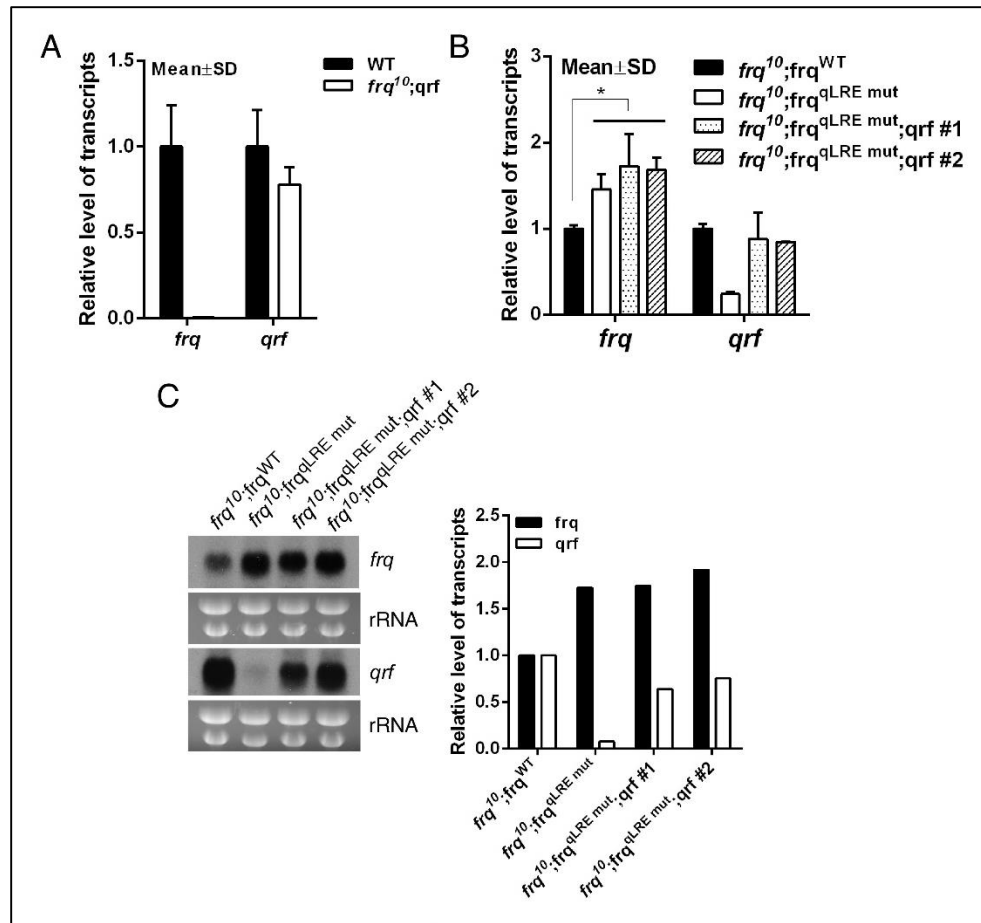 A
Relative level of transcripts
1.5
1.0
0.5
0.0
Mean±SD
WT
frq10;qrf
frq
qrf
B
Relative level of transcripts
3
2
1
0
Mean±SD
*
frq10;frqWT
frq10;frqqLRE mut
frq10;frqqLRE mut;qrf #1
frq10;frqqLRE mut;qrf #2
frq
qrf
C
frq10;frqWT
frq10;frqqLRE mut
frq10;frqqLRE mut;qrf #1
frq10;frqqLRE mut;qrf #2
frq
rRNA
qrf
rRNA
Relative level of transcripts
2.5
2.0
1.5
1.0
0.5
0.0
frq
qrf
frq10;frqWT
frq10;frqqLRE mut
frq10;frqqLRE mut;qrf #1
frq10;frqqLRE mut;qrf #2